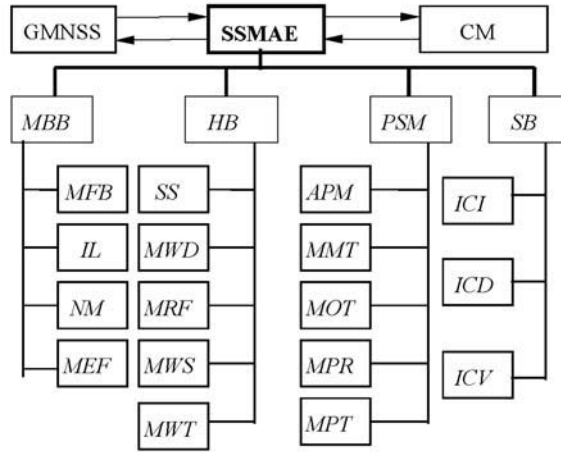 GMNSS SSMAE CM
MBB HB PSM SB
MFB SS APM ICI
IL MWD MMT
NM MRF MOT ICD
MEF MWS MPR ICV
MWT MPT